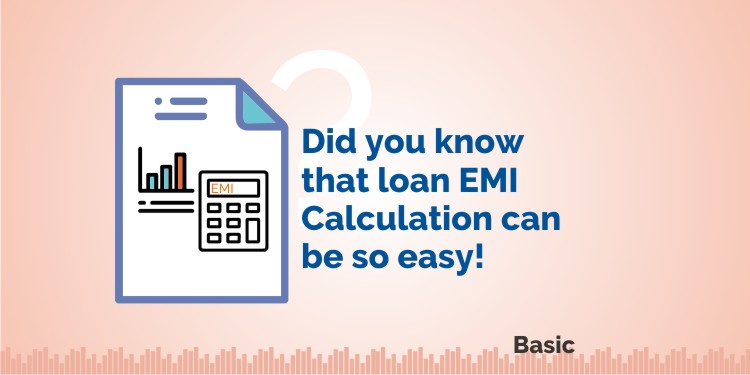 EMI
Did you know
that loan EMI
Calculation can
be so easy!
Basic